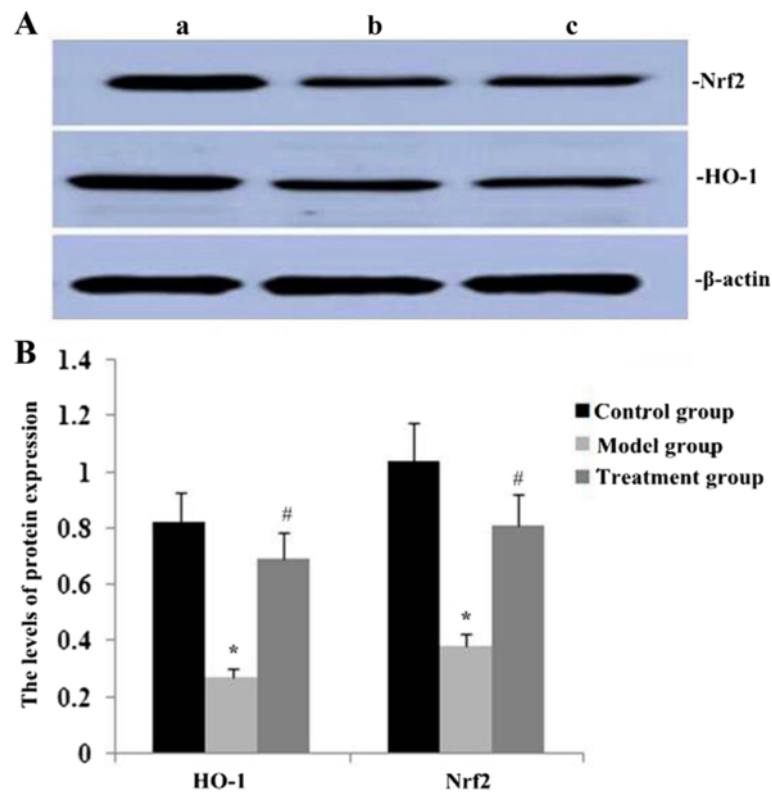 A
a b c
-Nrf2
-HO-1
-β-actin
B
The levels of protein expression
1.4
1.2
1
0.8
0.6
0.4
0.2
0
*
#
*
#
HO-1 Nrf2
Control group
Model group
Treatment group